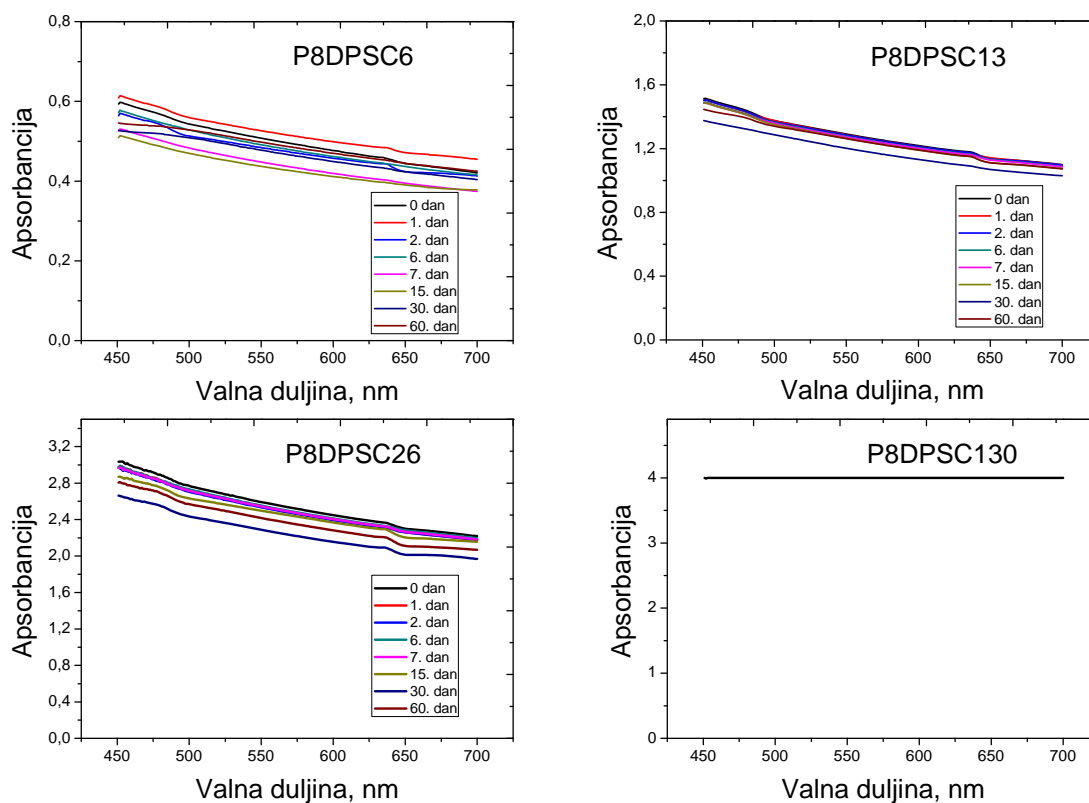 P8DPSC6
Apsorbancija
0,8
0,6
0,4
0,2
0,0
0 dan
1. dan
2. dan
6. dan
7. dan
15. dan
30. dan
60. dan
450 500 550 600 650 700
Valna duljina, nm
P8DPSC13
Apsorbancija
2,0
1,6
1,2
0,8
0,4
0,0
0 dan
1. dan
2. dan
6. dan
7. dan
15. dan
30. dan
60. dan
450 500 550 600 650 700
Valna duljina, nm
P8DPSC26
Apsorbancija
3,2
2,8
2,4
2,0
1,6
1,2
0,8
0,4
0,0
0 dan
1. dan
2. dan
6. dan
7. dan
15. dan
30. dan
60. dan
450 500 550 600 650 700
Valna duljina, nm
P8DPSC130
Apsorbancija
4
3
2
1
0
450 500 550 600 650 700
Valna duljina, nm